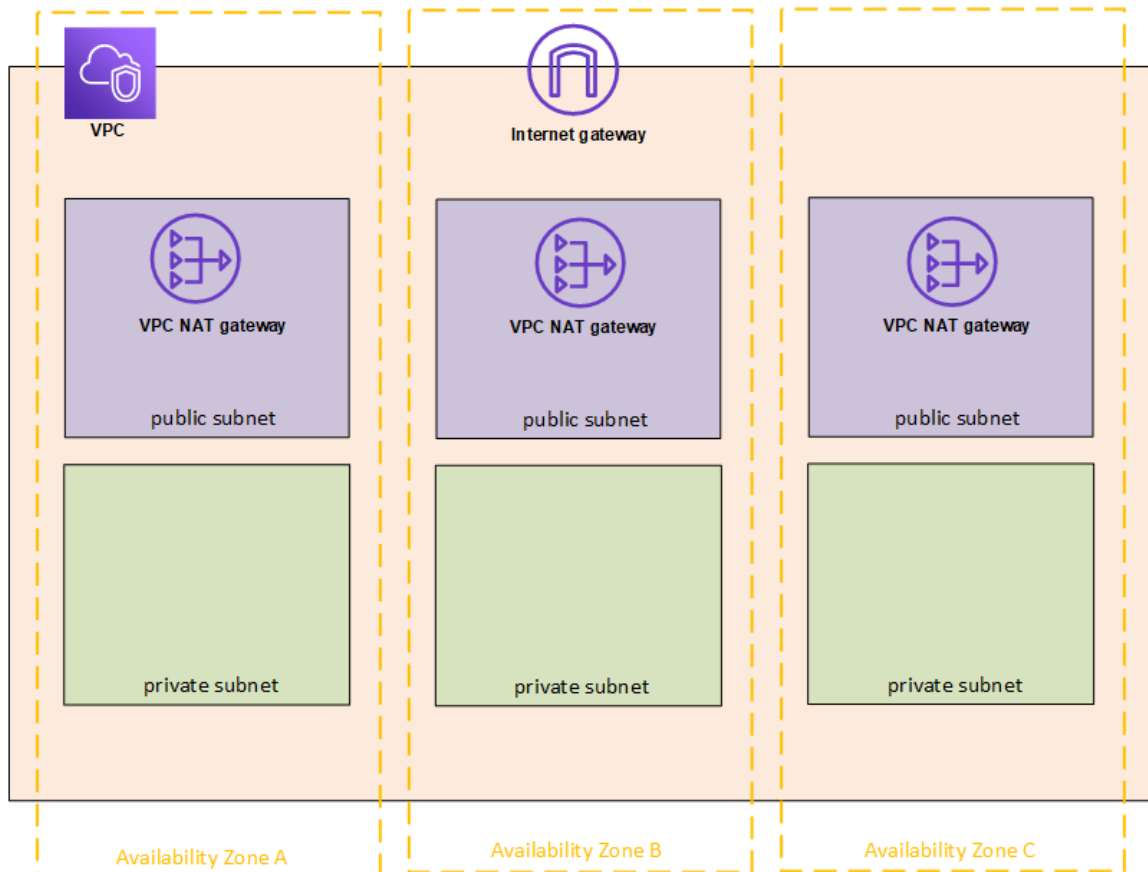 VPC
Internet gateway
VPC NAT gateway
VPC NAT gateway
VPC NAT gateway
public subnet
public subnet
public subnet
private subnet
private subnet
private subnet
Availability Zone A
Availability Zone B
Availability Zone C